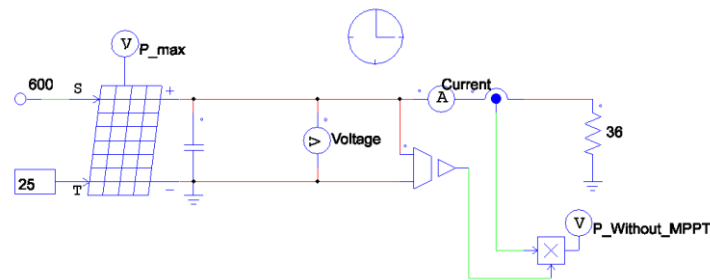 V
P_max
600
S
+
Current
A
V
Voltage
36
25
T
−
V
P_Without_MPPT